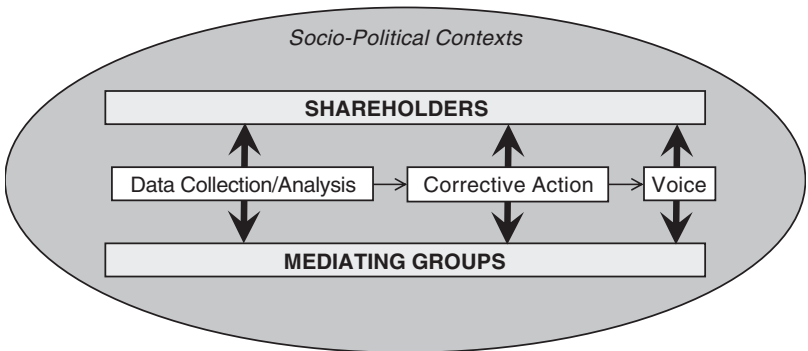 Socio-Political Contexts
SHAREHOLDERS
Data Collection/Analysis
Corrective Action
Voice
MEDIATING GROUPS